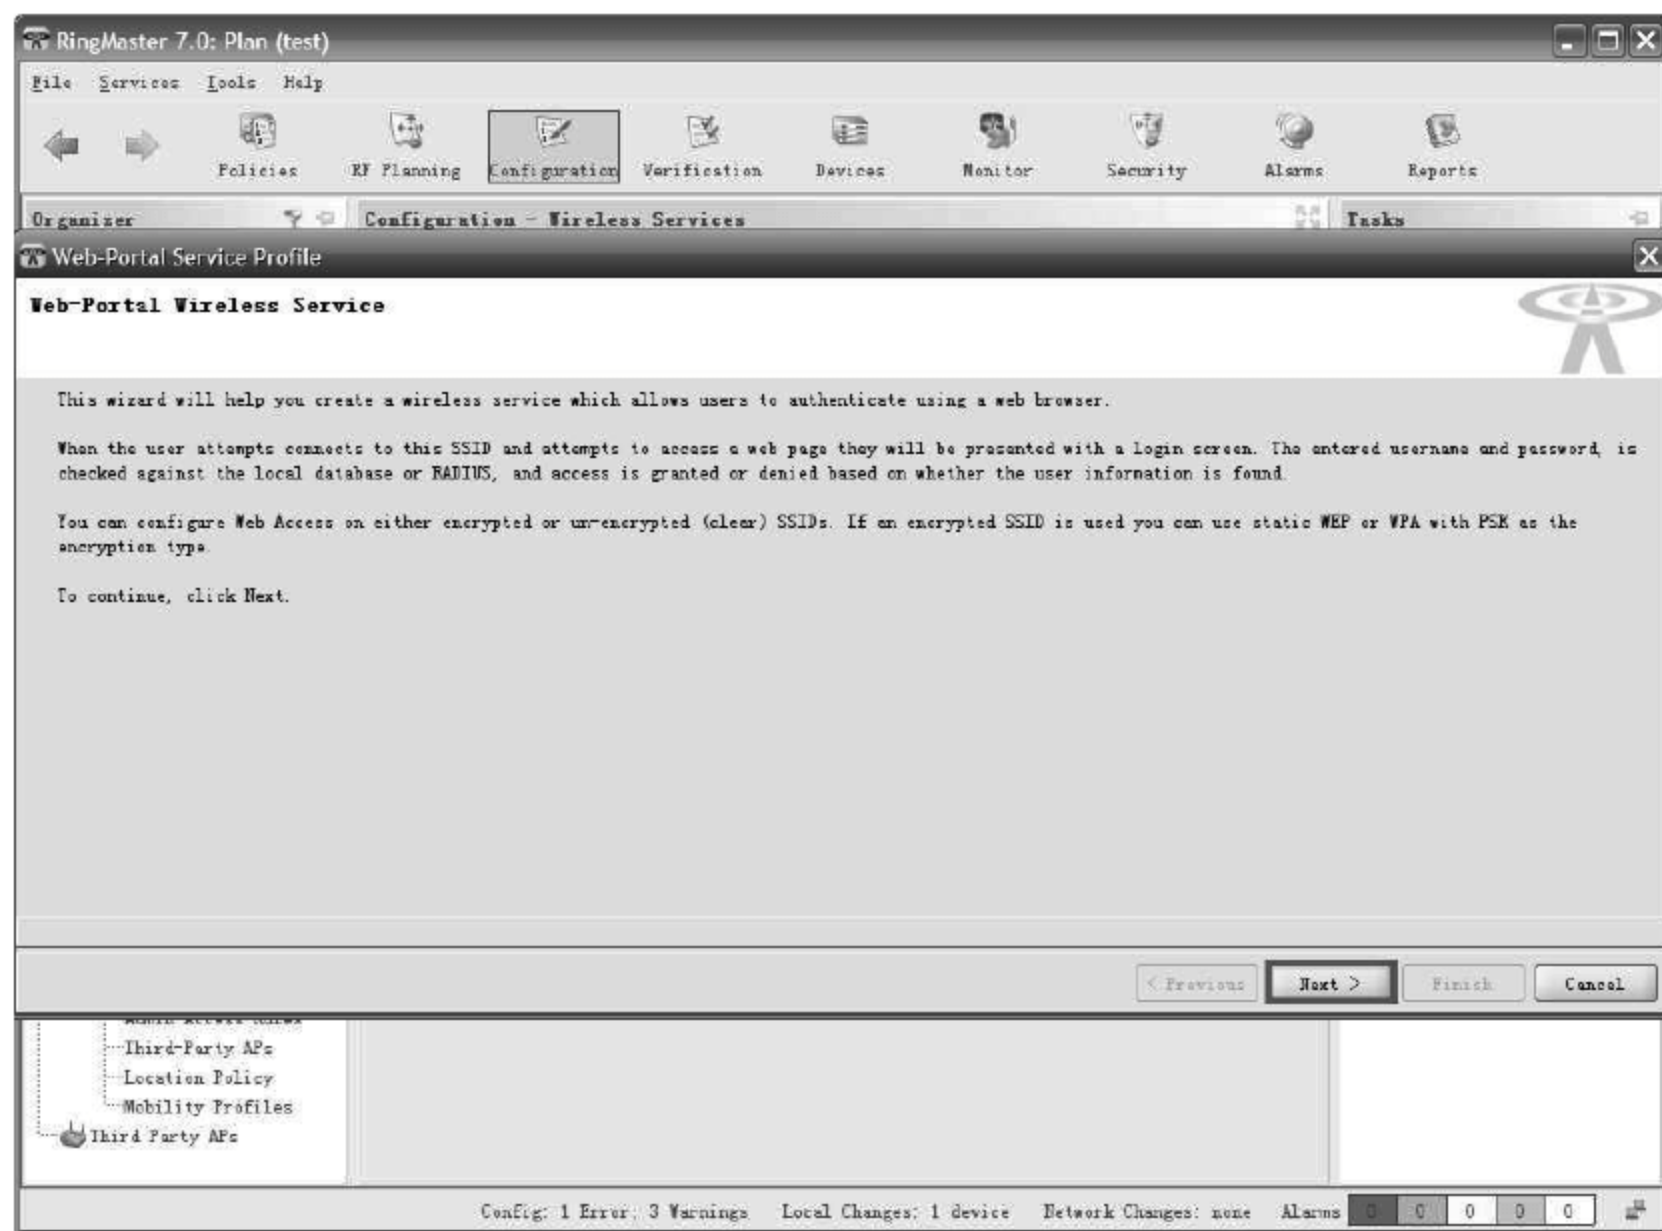 RingMaster 7.0: Plan (test)
File Services Tools Help
Policies RF Planning Configuration Verification Devices Monitor Security Alarms Reports
Organizer Configuration - Wireless Services Tasks
Web-Portal Service Profile
Web-Portal Wireless Service
This wizard will help you create a wireless service which allows users to authenticate using a web browser.
When the user attempts connects to this SSID and attempts to access a web page they will be presented with a login screen. The entered username and password, is
checked against the local database or RADIUS, and access is granted or denied based on whether the user information is found.
You can configure Web Access on either encrypted or un-encrypted (clear) SSIDs. If an encrypted SSID is used you can use static WEP or WPA with PSK as the
encryption type.
To continue, click Next.
< Previous Next > Finish Cancel
Third-Party APs
Location Policy
Mobility Profiles
Third Party APs
Config: 1 Error, 3 Warnings Local Changes: 1 device Network Changes: none Alarms 0 0 0 0 0